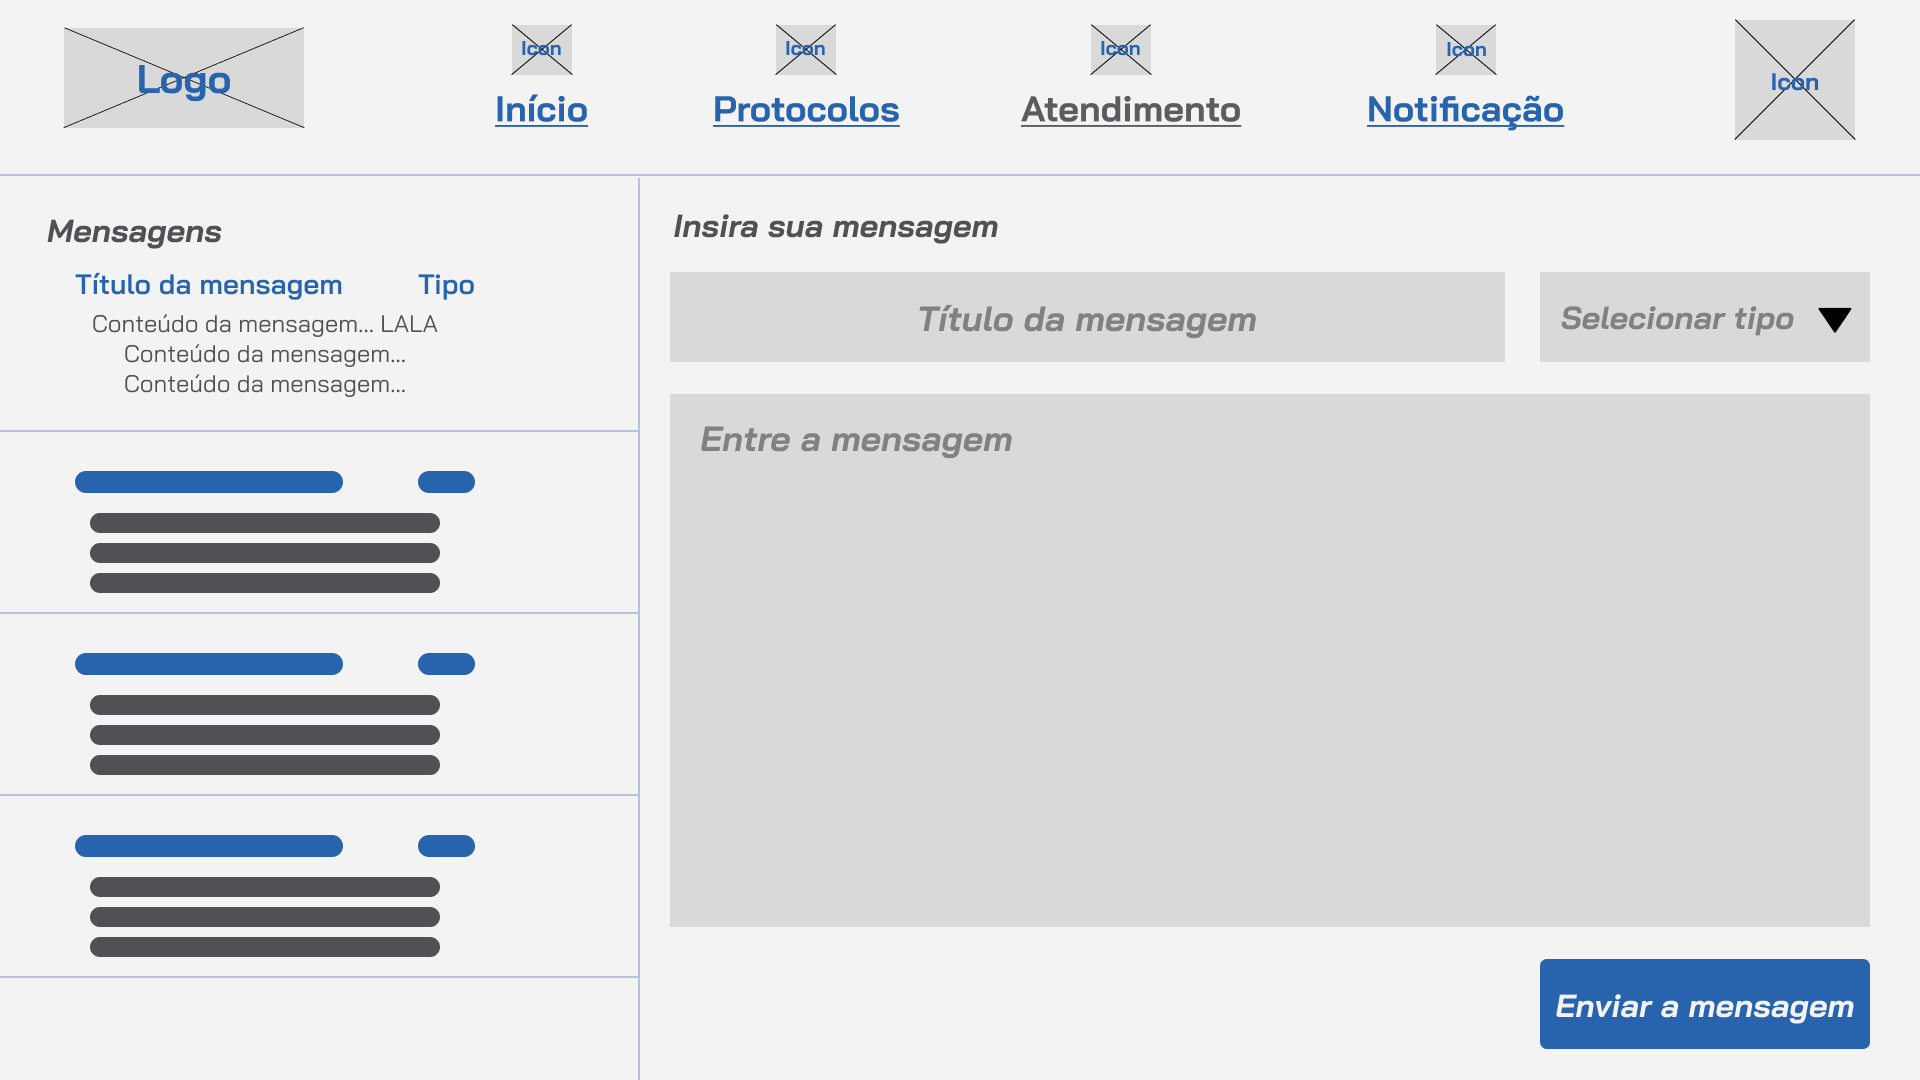 Logo
Icon
Início
Icon
Protocolos
Icon
Atendimento
Icon
Notificação
Icon
Mensagens
Título da mensagem Tipo
Conteúdo da mensagem... LALA
Conteúdo da mensagem...
Conteúdo da mensagem...
Insira sua mensagem
Título da mensagem
Selecionar tipo
Entre a mensagem
Enviar a mensagem